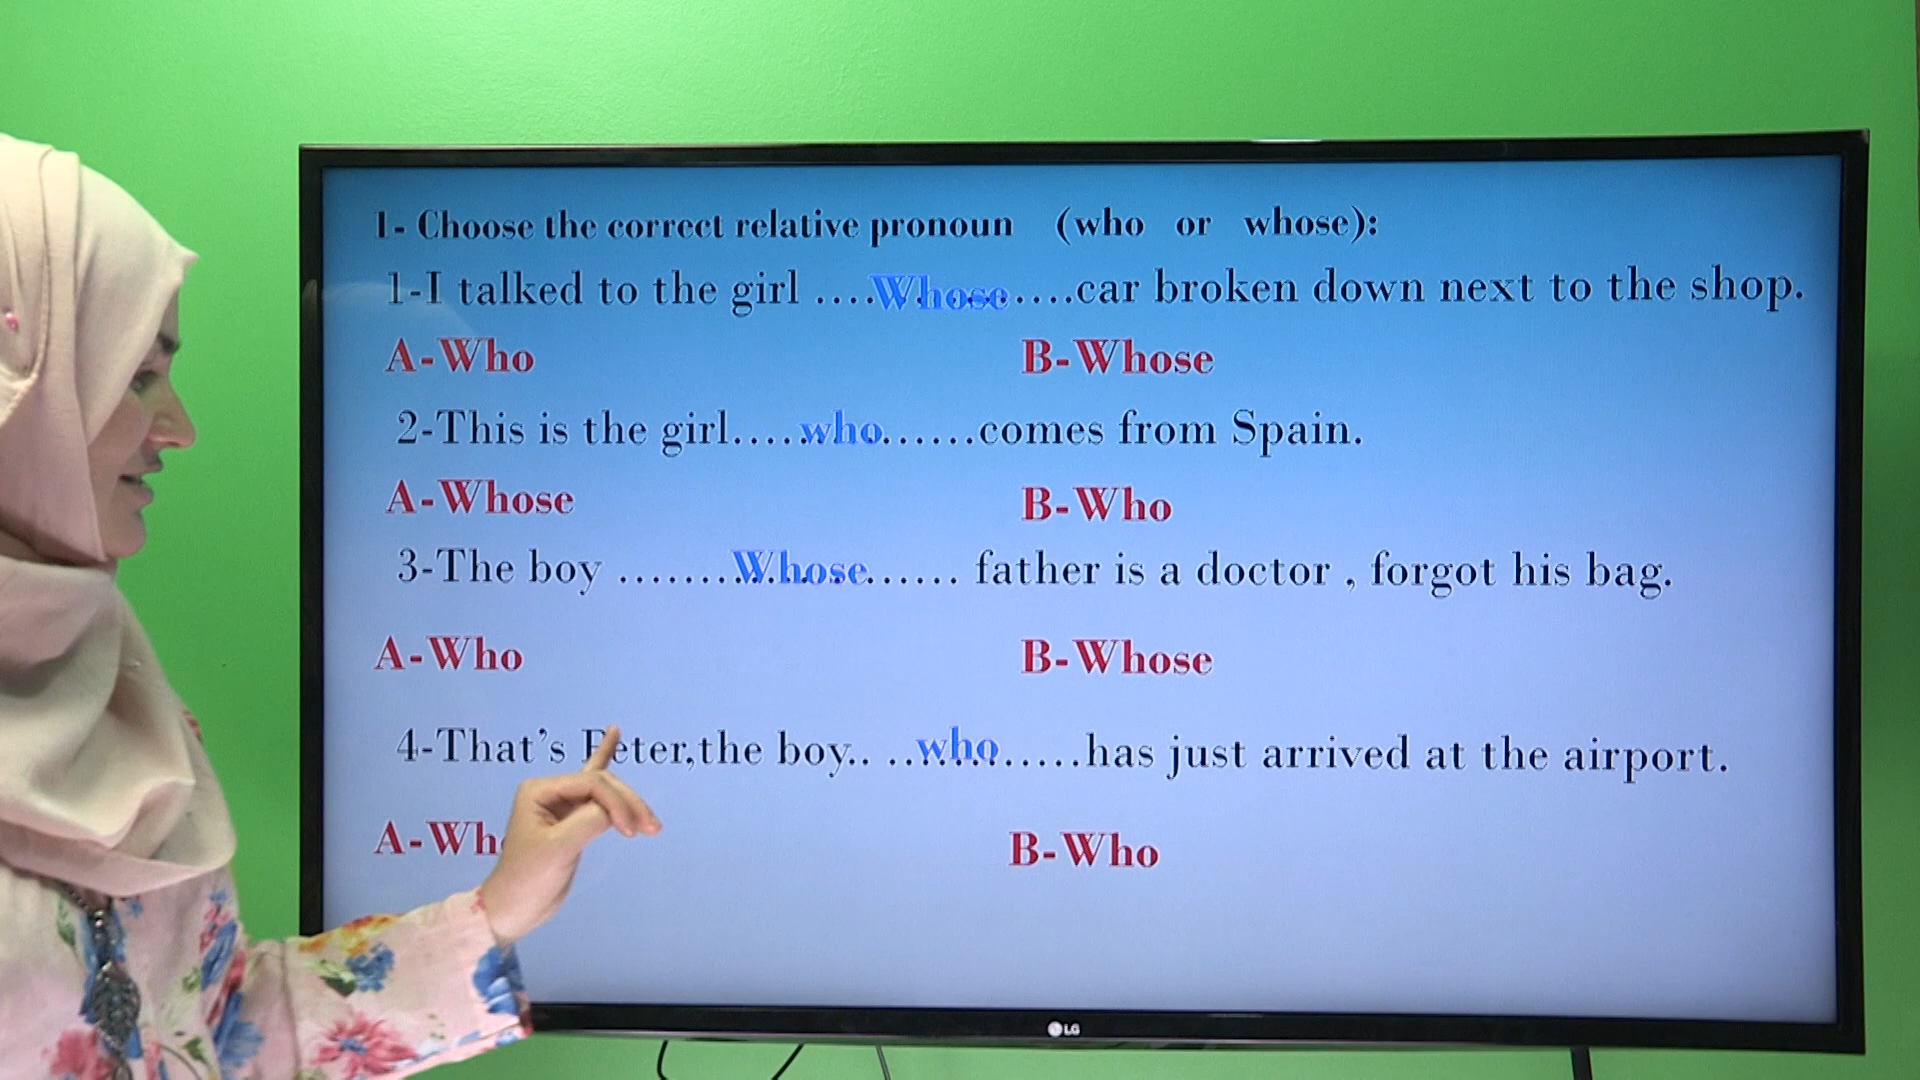 1- Choose the correct relative pronoun (who or whose):
1-I talked to the girl ....Whose....car broken down next to the shop.
A-Who B-Whose
2-This is the girl.....who......comes from Spain.
A-Whose B-Who
3-The boy ........Whose...... father is a doctor , forgot his bag.
A-Who B-Whose
4-That's Peter,the boy.. ..who.....has just arrived at the airport.
B-Who
LG